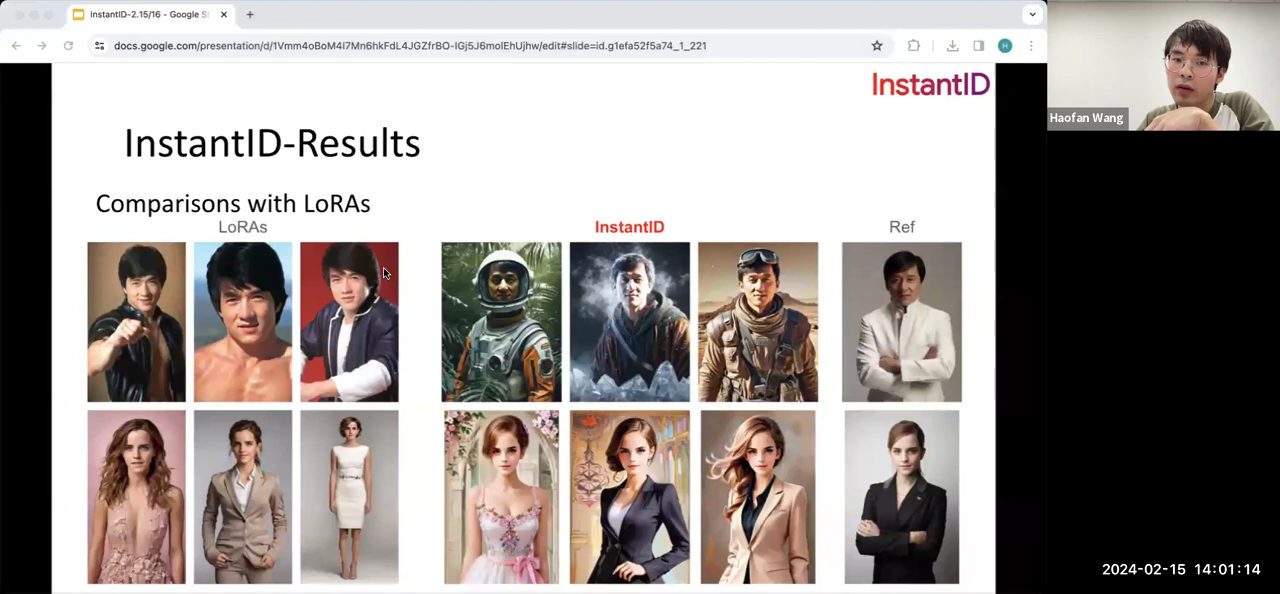 InstantID-2.15/16 - Google Sl
docs.google.com/presentation/d/1Vmm4oBoM4I7Mn6hkFdL4JGZfrBO-IGj5J6molEhUjhw/edit#slide=id.g1efa52f5a74_1_221
H
InstantID
Haofan Wang
InstantID-Results
Comparisons with LoRAs
LoRAs
InstantID
Ref
2024-02-15 14:01:14